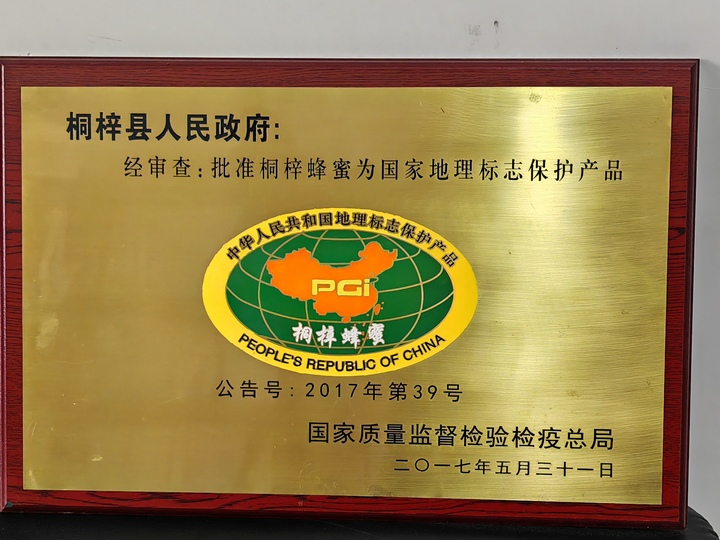 桐梓县人民政府:
经审查:批准桐梓蜂蜜为国家地理标志保护产品
中华人民共和国地理标志保护产品
PGi
桐梓蜂蜜
PEOPLE'S REPUBLIC OF CHINA
公告号:2017年第39号
国家质量监督检验检疫总局
二〇一七年五月三十一日